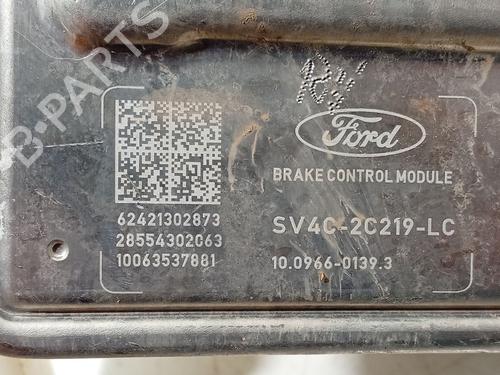 B-PARTS
Ford
BRAKE CONTROL MODULE
62421302873
28554302063
10063537881
SV4C-2C219-LC
10.0966-0139.3